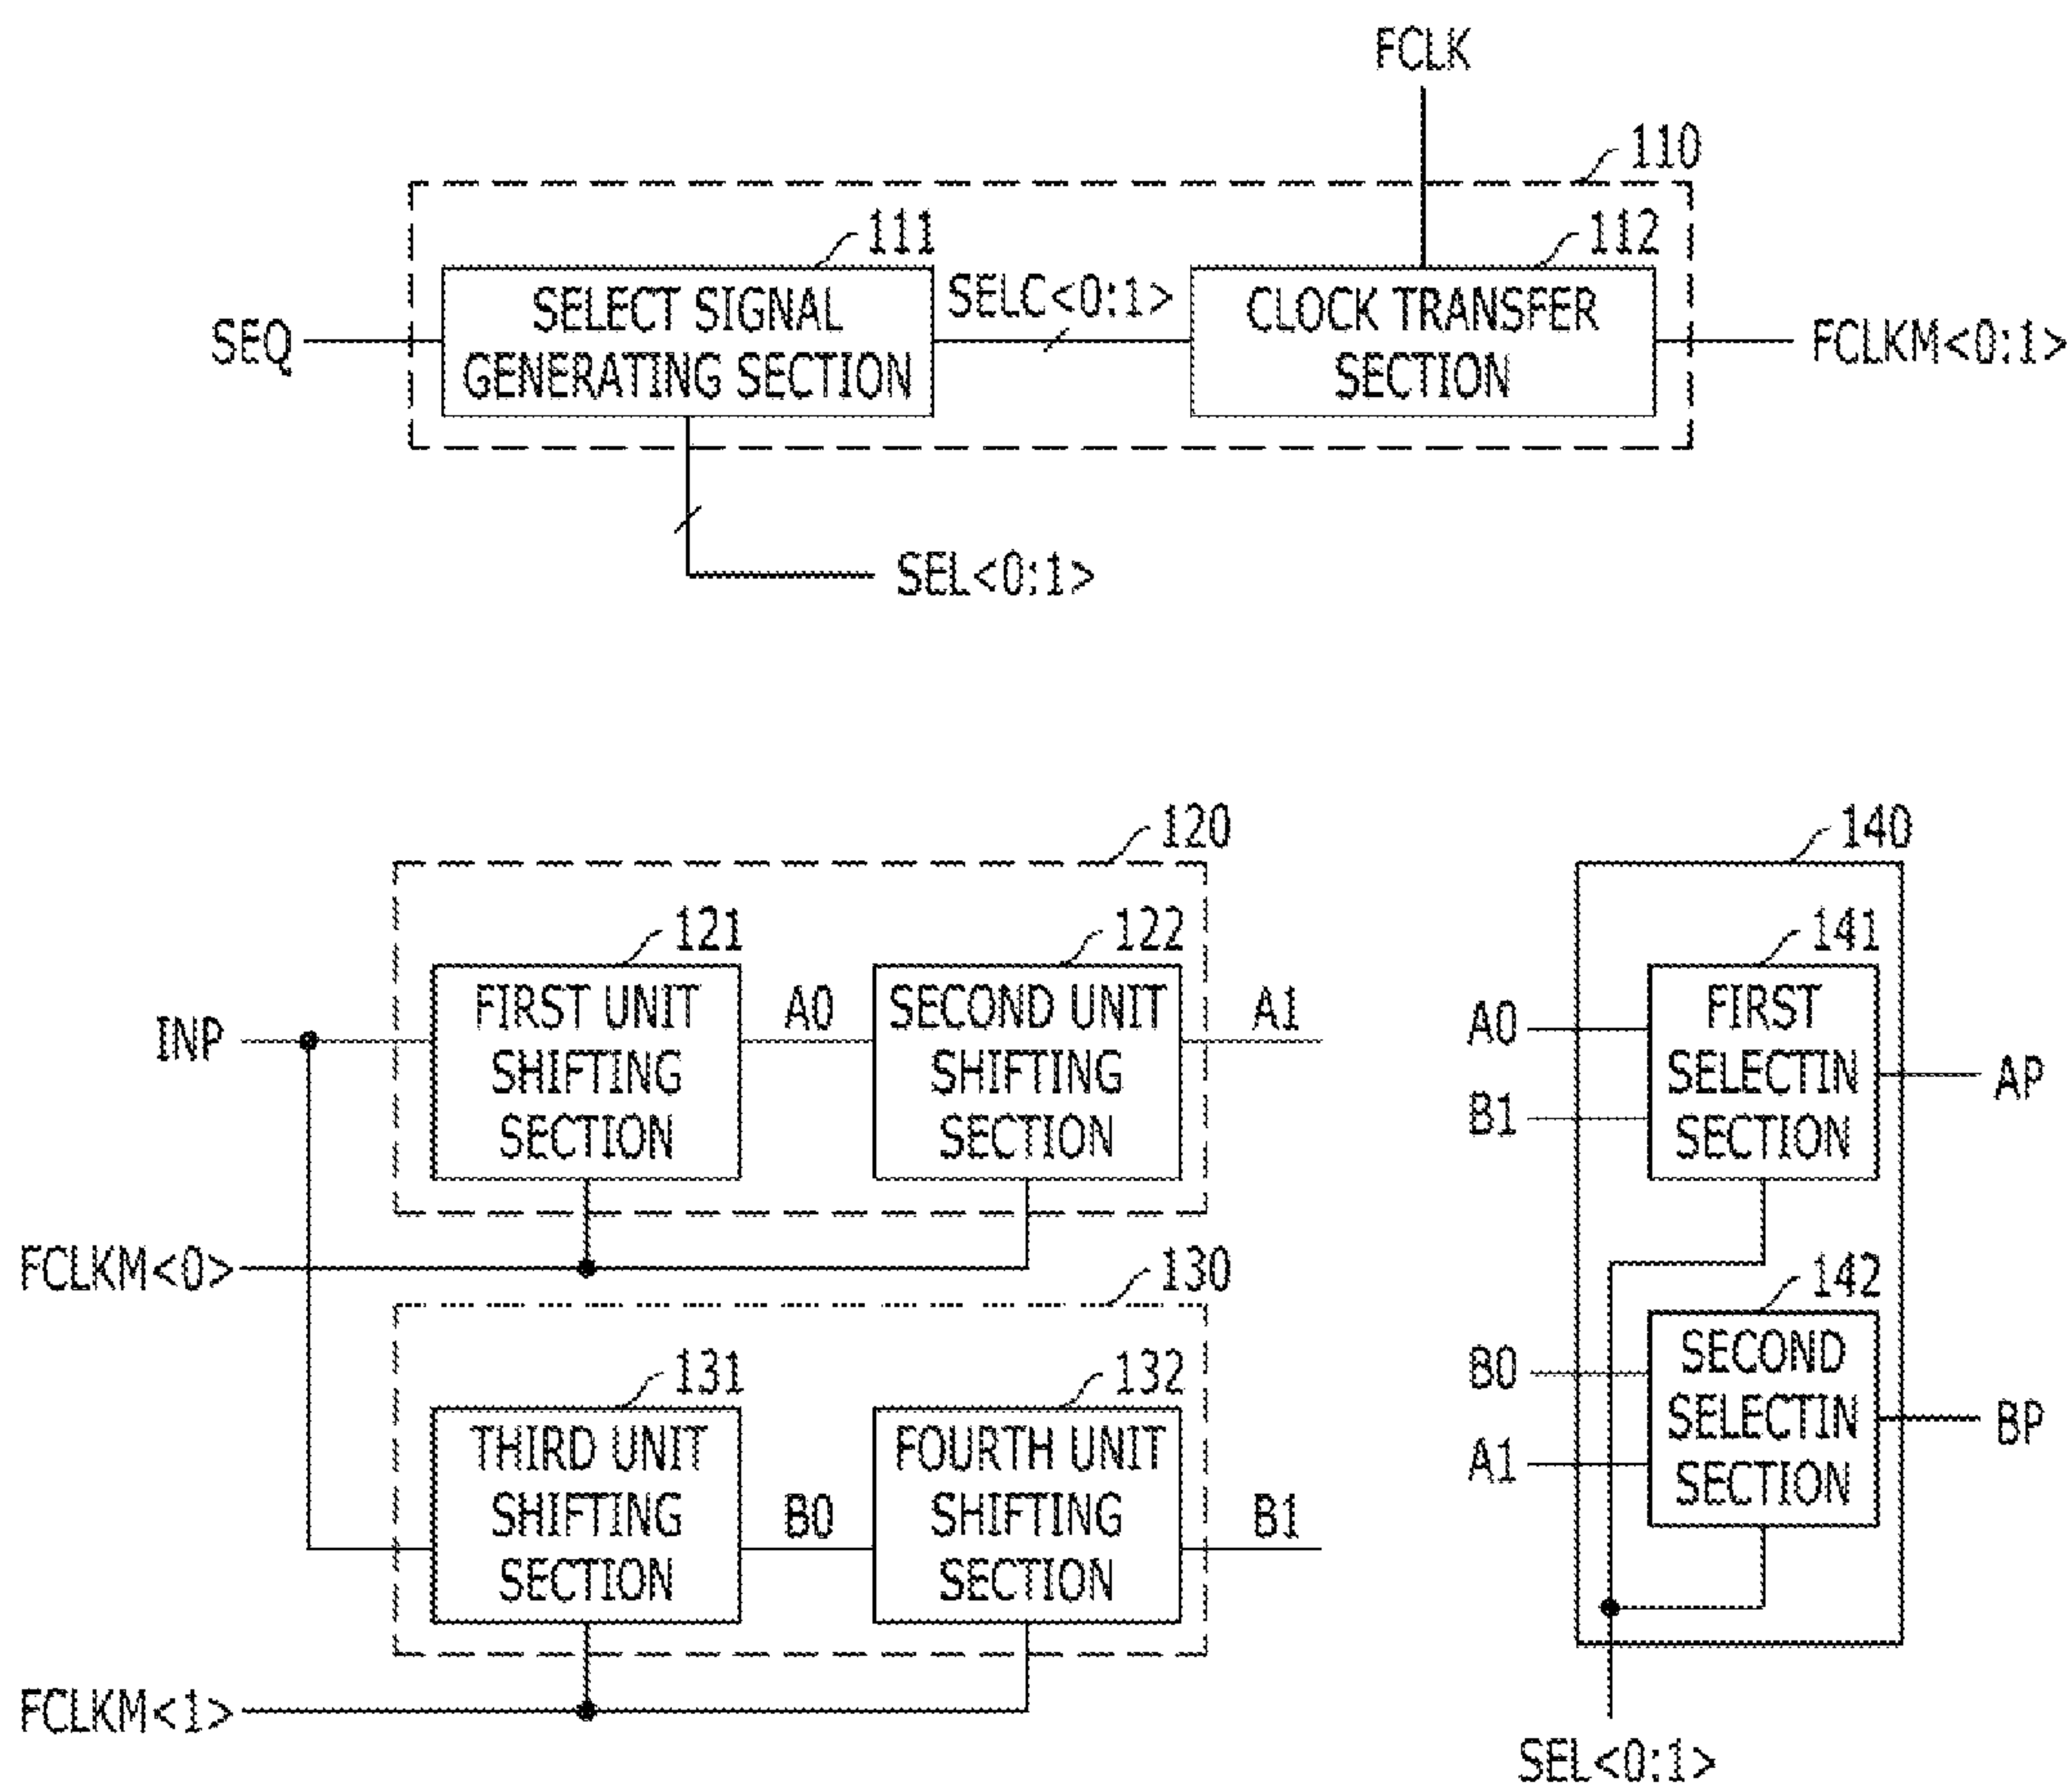 FCLK
110
111
112
SEQ
SELECT SIGNAL
GENERATING SECTION
SELC<0:1>
CLOCK TRANSFER
SECTION
FCLKM<0:1>
SEL<0:1>
120
121
122
INP
FIRST UNIT
SHIFTING
SECTION
A0
SECOND UNIT
SHIFTING
SECTION
A1
FCLKM<0>
130
131
132
THIRD UNIT
SHIFTING
SECTION
B0
FOURTH UNIT
SHIFTING
SECTION
B1
FCLKM<1>
140
141
A0
B1
FIRST
SELECTIN
SECTION
AP
142
B0
A1
SECOND
SELECTIN
SECTION
BP
SEL<0:1>